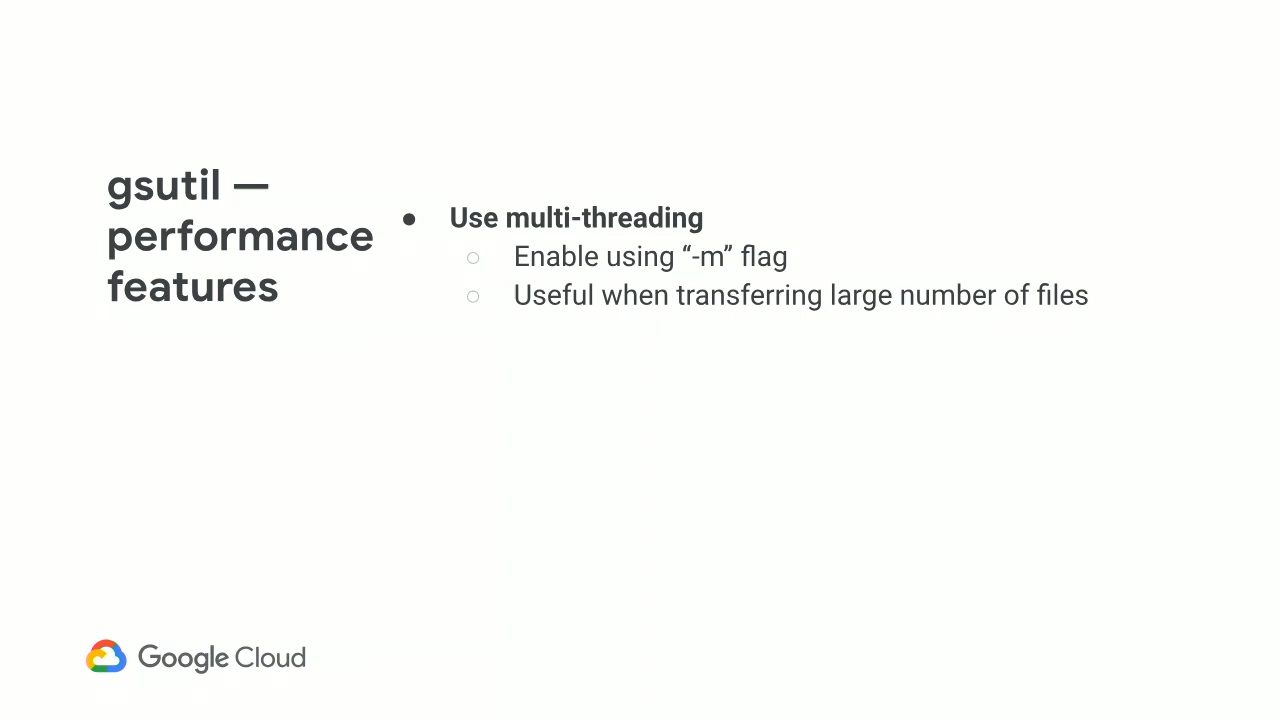 gsutil —
performance
features
● Use multi-threading
○ Enable using “-m” flag
○ Useful when transferring large number of files
Google Cloud